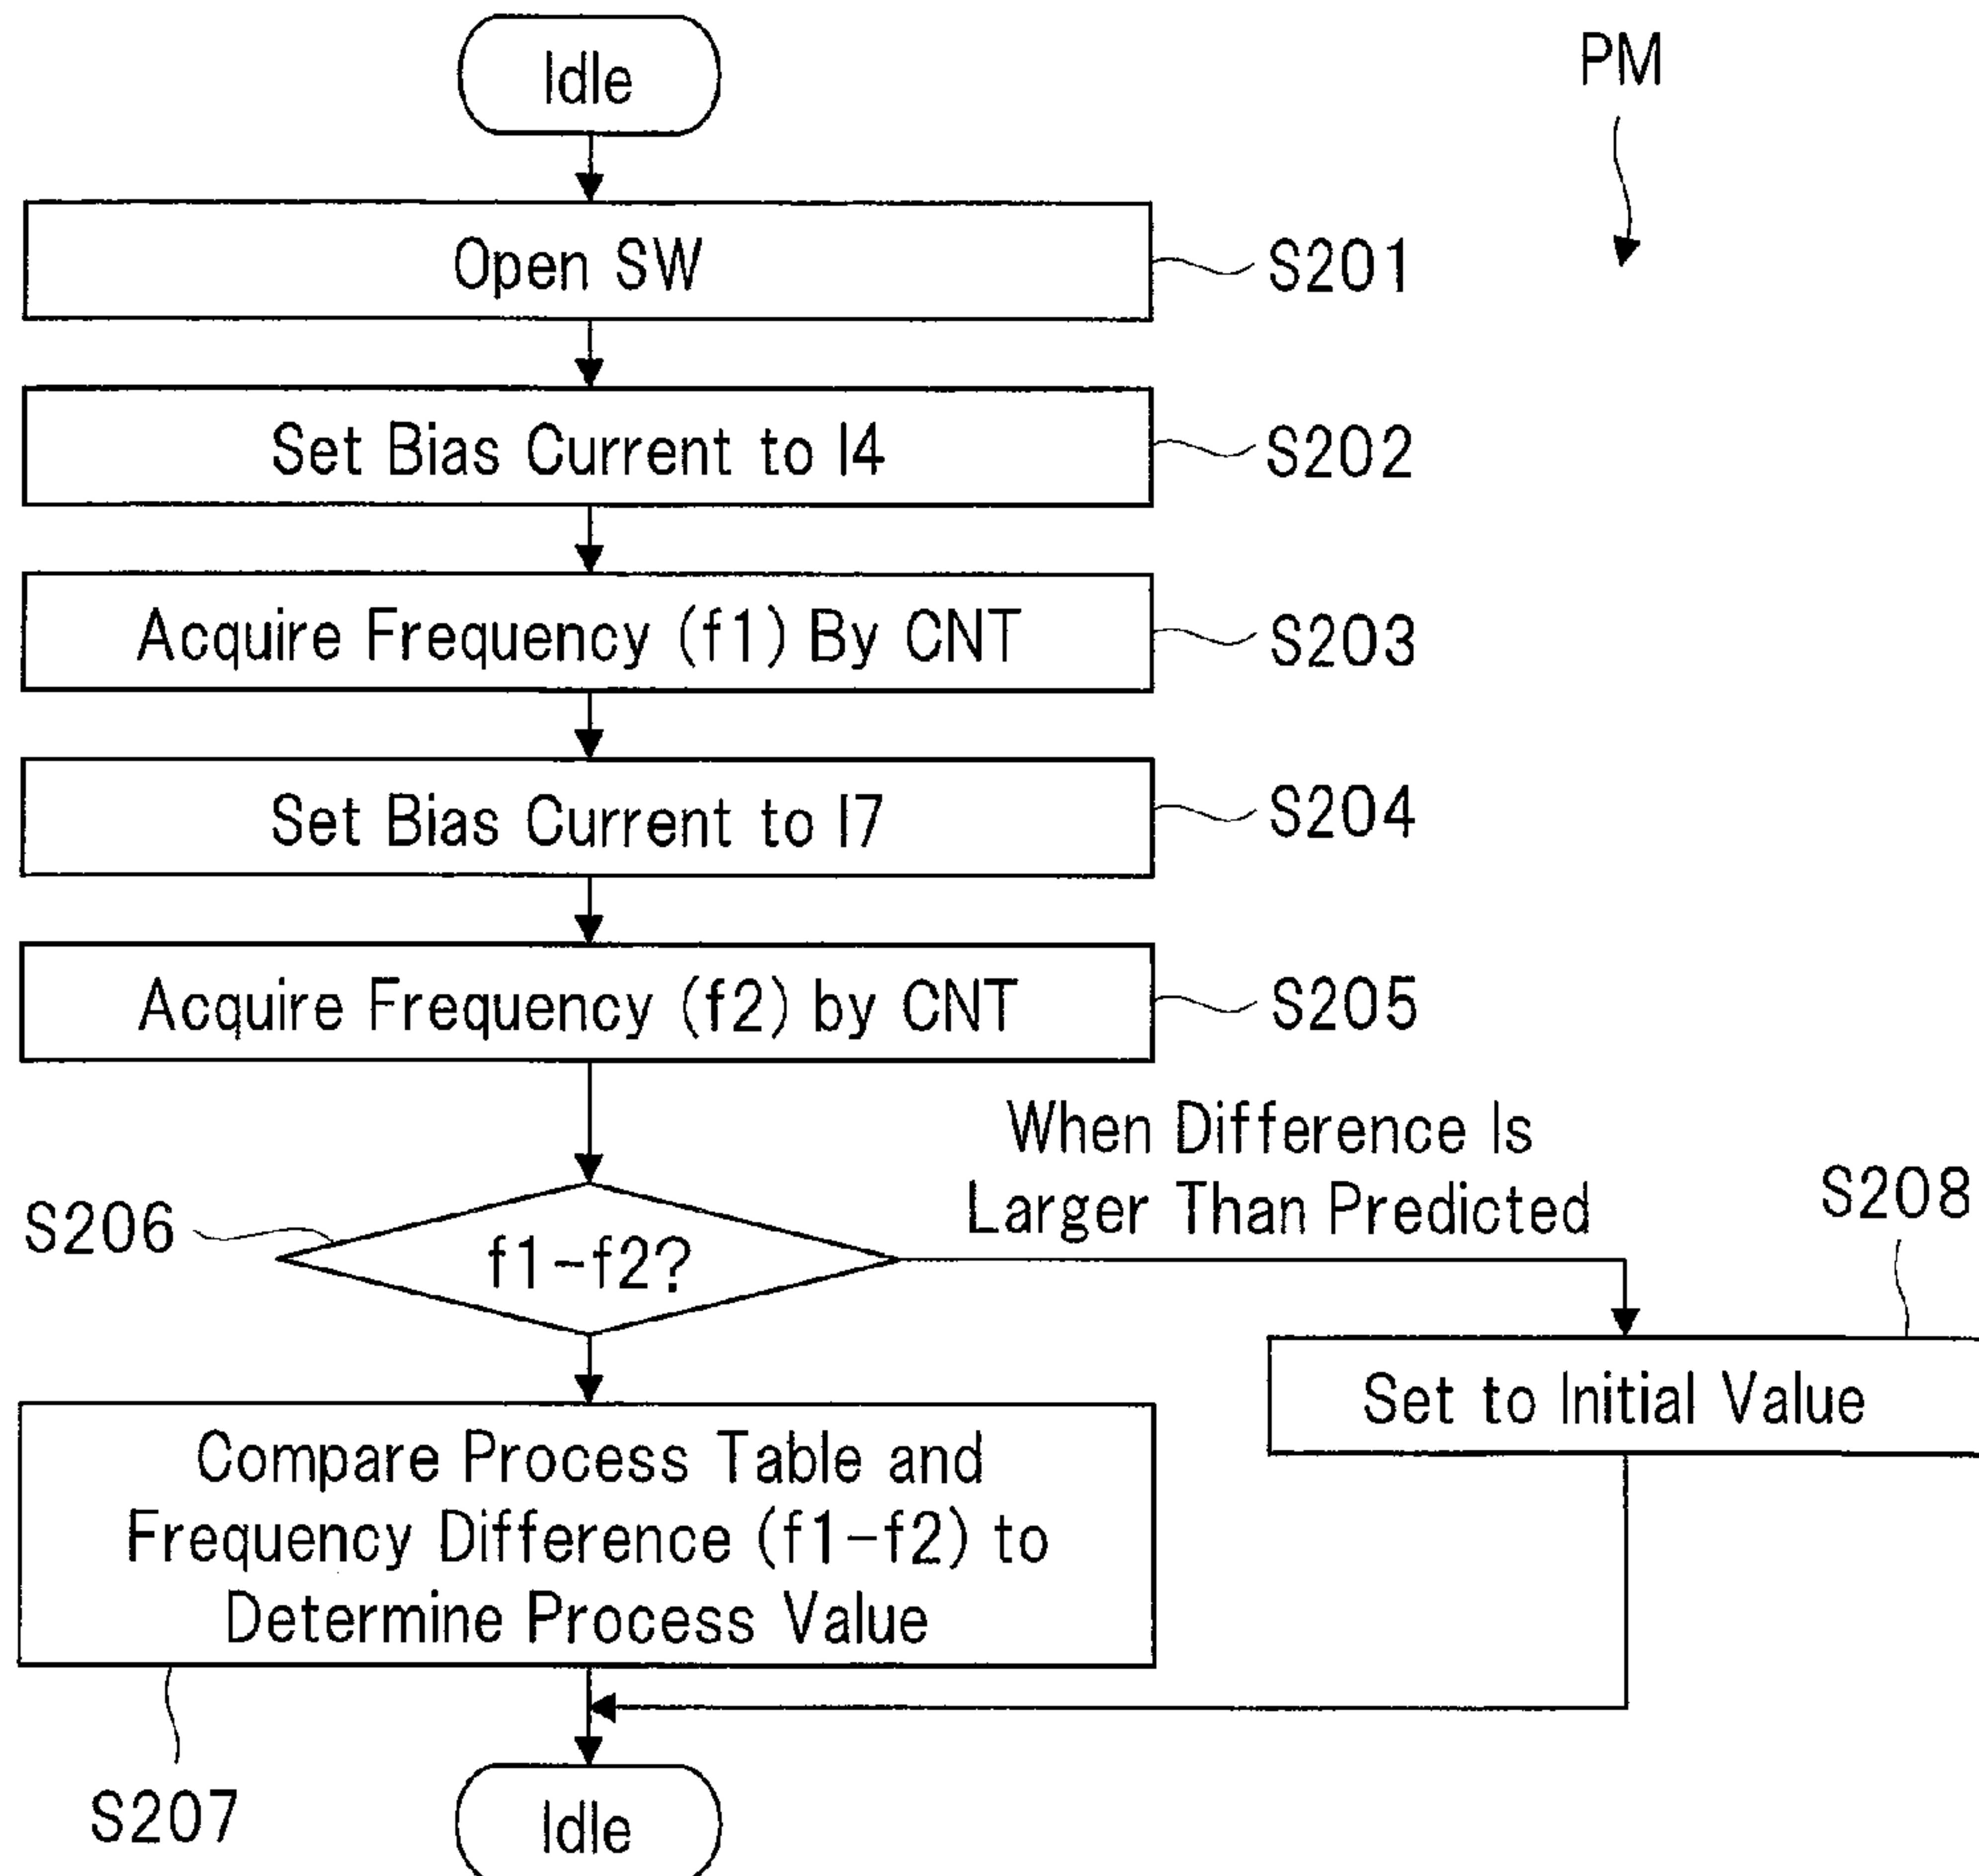 Idle
PM
Open SW
S201
Set Bias Current to I4
S202
Acquire Frequency (f1) By CNT
S203
Set Bias Current to I7
S204
Acquire Frequency (f2) by CNT
S205
When Difference Is
Larger Than Predicted
S206
f1-f2?
S208
Set to Initial Value
Compare Process Table and
Frequency Difference (f1-f2) to
Determine Process Value
S207
Idle